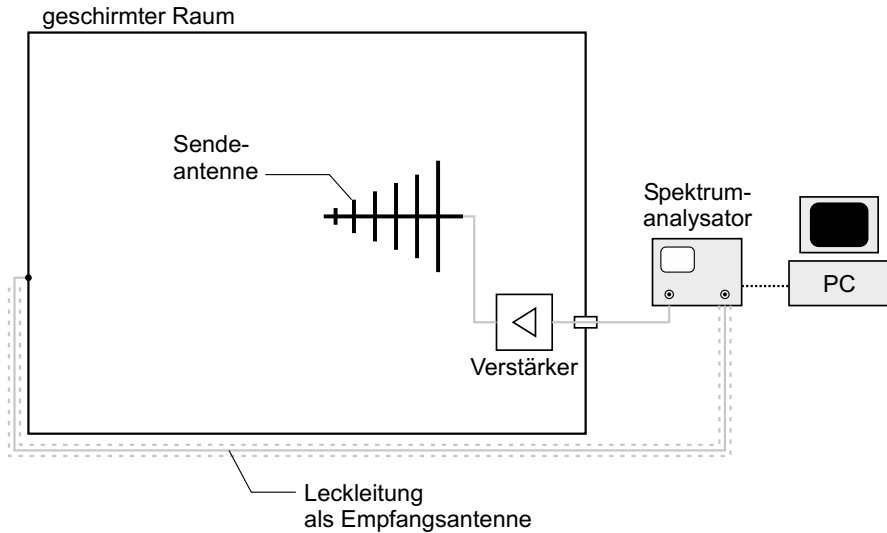 geschirmter Raum
Sende-
antenne
Spektrum-
analysator
PC
Verstärker
Leckleitung
als Empfangsantenne